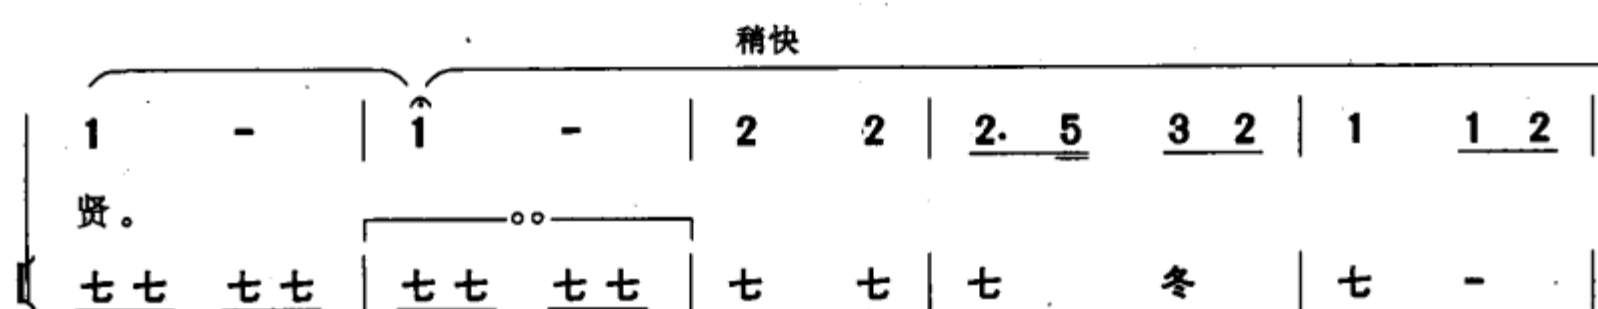 稍快
1 - | 1 - | 2 2 | 2. 5 3 2 | 1 1 2 |
贤。
七 七 七 七 | 七 七 七 七 | 七 七 | 七 冬 | 七 - |